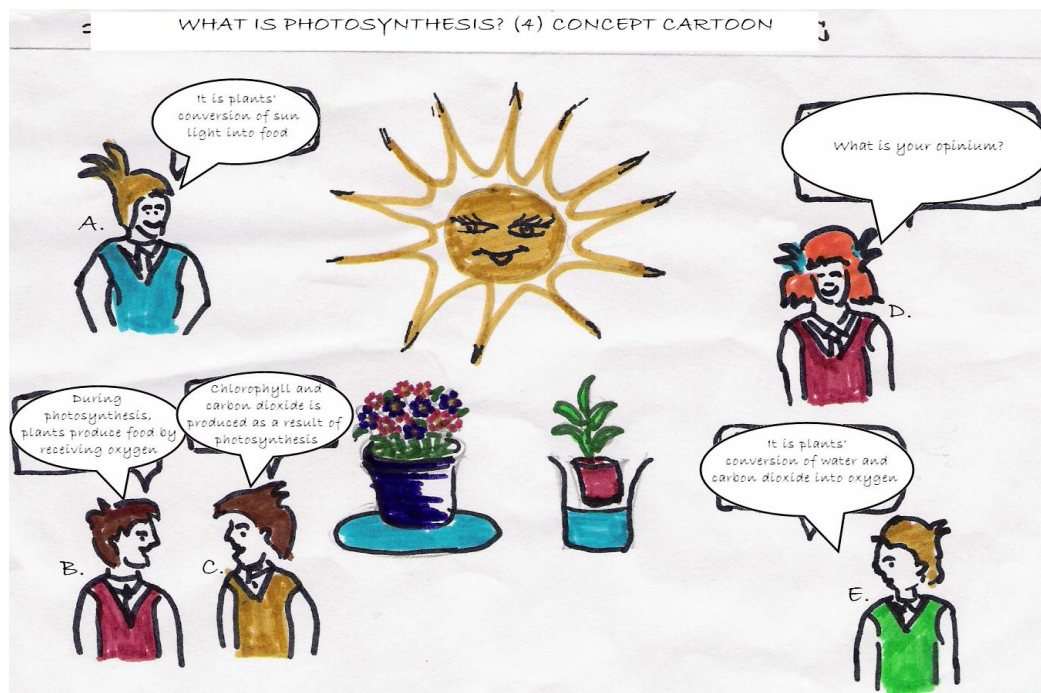 WHAT IS PHOTOSYNTHESIS? (4) CONCEPT CARTOON
It is plants'
conversion of sun
light into food
A.
What is your opinium?
D.
During
photosynthesis,
plants produce food by
receiving oxygen
B.
Chlorophyll and
carbon dioxide is
produced as a result of
photosynthesis
C.
It is plants'
conversion of water and
carbon dioxide into oxygen
E.